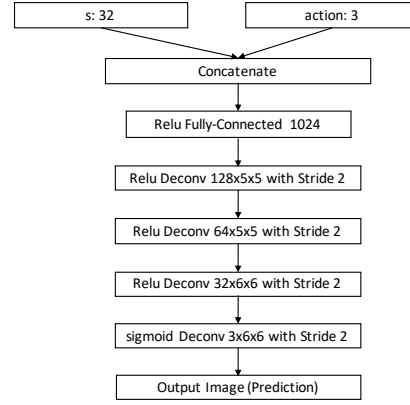 s: 32
action: 3
Concatenate
Relu Fully-Connected 1024
Relu Deconv 128x5x5 with Stride 2
Relu Deconv 64x5x5 with Stride 2
Relu Deconv 32x6x6 with Stride 2
sigmoid Deconv 3x6x6 with Stride 2
Output Image (Prediction)